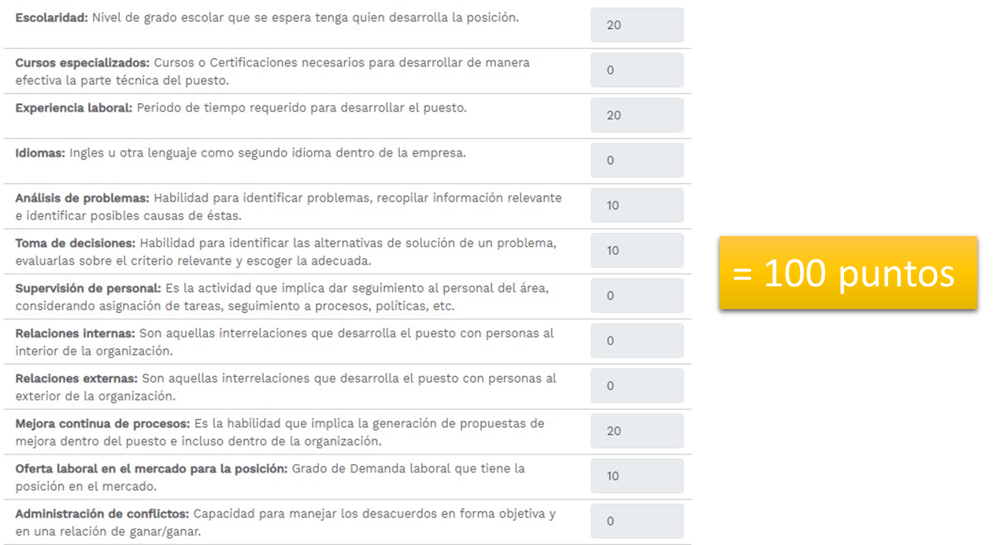 Escolaridad: Nivel de grado escolar que se espera tenga quien desarrolla la posición.
20
Cursos especializados: Cursos o Certificaciones necesarios para desarrollar de manera
efectiva la parte técnica del puesto.
0
Experiencia laboral: Periodo de tiempo requerido para desarrollar el puesto.
20
Idiomas: Ingles u otra lenguaje como segundo idioma dentro de la empresa.
0
Análisis de problemas: Habilidad para identificar problemas, recopilar información relevante
e identificar posibles causas de éstas.
10
Toma de decisiones: Habilidad para identificar las alternativas de solución de un problema,
evaluarlas sobre el criterio relevante y escoger la adecuada.
10
Supervisión de personal: Es la actividad que implica dar seguimiento al personal del área,
considerando asignación de tareas, seguimiento a procesos, políticas, etc.
0
Relaciones internas: Son aquellas interrelaciones que desarrolla el puesto con personas al
interior de la organización.
0
Relaciones externas: Son aquellas interrelaciones que desarrolla el puesto con personas al
exterior de la organización.
0
Mejora continua de procesos: Es la habilidad que implica la generación de propuestas de
mejora dentro del puesto e incluso dentro de la organización.
20
Oferta laboral en el mercado para la posición: Grado de Demanda laboral que tiene la
posición en el mercado.
10
Administración de conflictos: Capacidad para manejar los desacuerdos en forma objetiva y
en una relación de ganar/ganar.
0
= 100 puntos